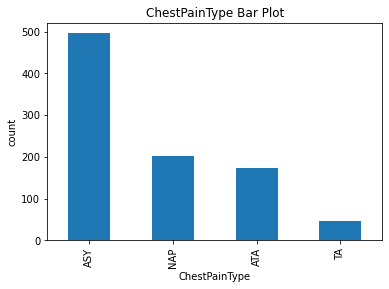 ChestPainType Bar Plot
count
500
400
300
200
100
0
ASY
NAP
ATA
TA
ChestPainType